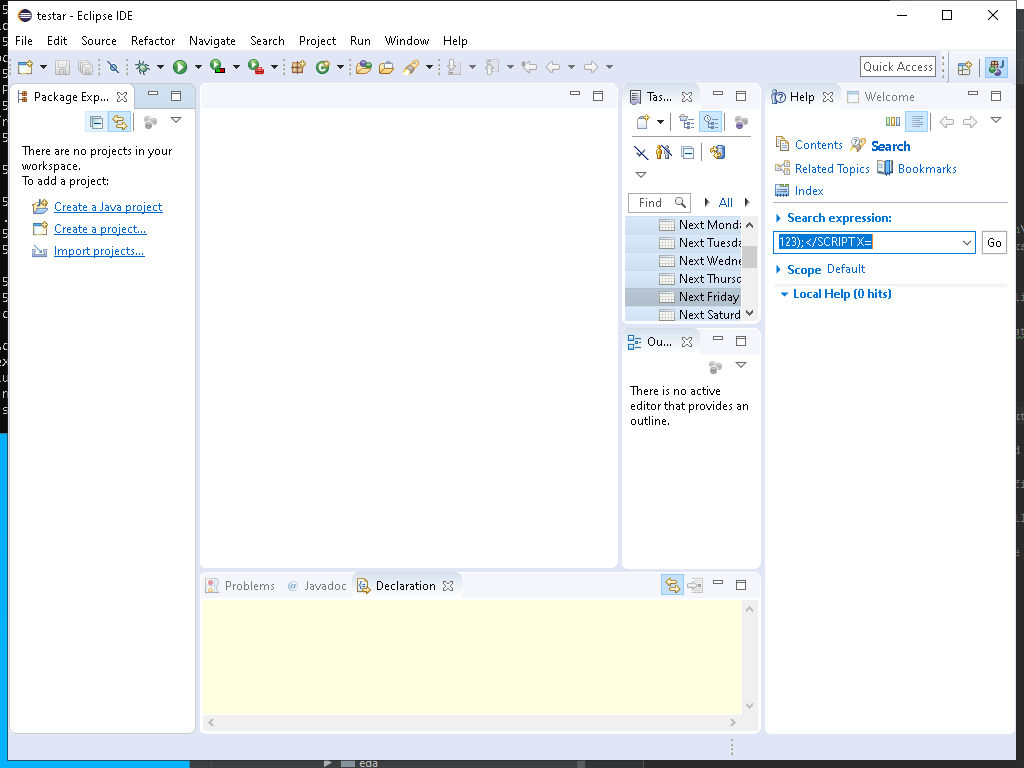 testar - Eclipse IDE
File Edit Source Refactor Navigate Search Project Run Window Help
Quick Access
Package Exp...
There are no projects in your
workspace.
To add a project:
Create a Java project
Create a project...
Import projects...
Tas...
Find
All
Next Monda
Next Tuesda
Next Wedne
Next Thursd
Next Friday
Next Saturd
Ou...
There is no active
editor that provides an
outline.
Help Welcome
Contents Search
Related Topics Bookmarks
Index
Search expression:
123);</SCRIPT X=
Go
Scope Default
Local Help (0 hits)
Problems @ Javadoc Declaration
eda